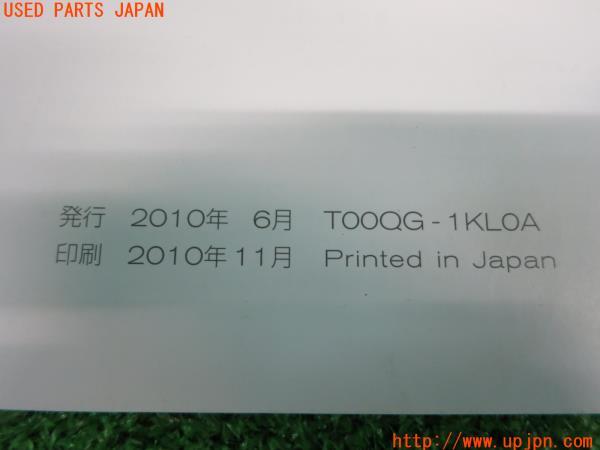 USED PARTS JAPAN
発行 2010年 6月 T00QG-1KL0A
印刷 2010年11月 Printed in Japan
http://www.upjpn.com/